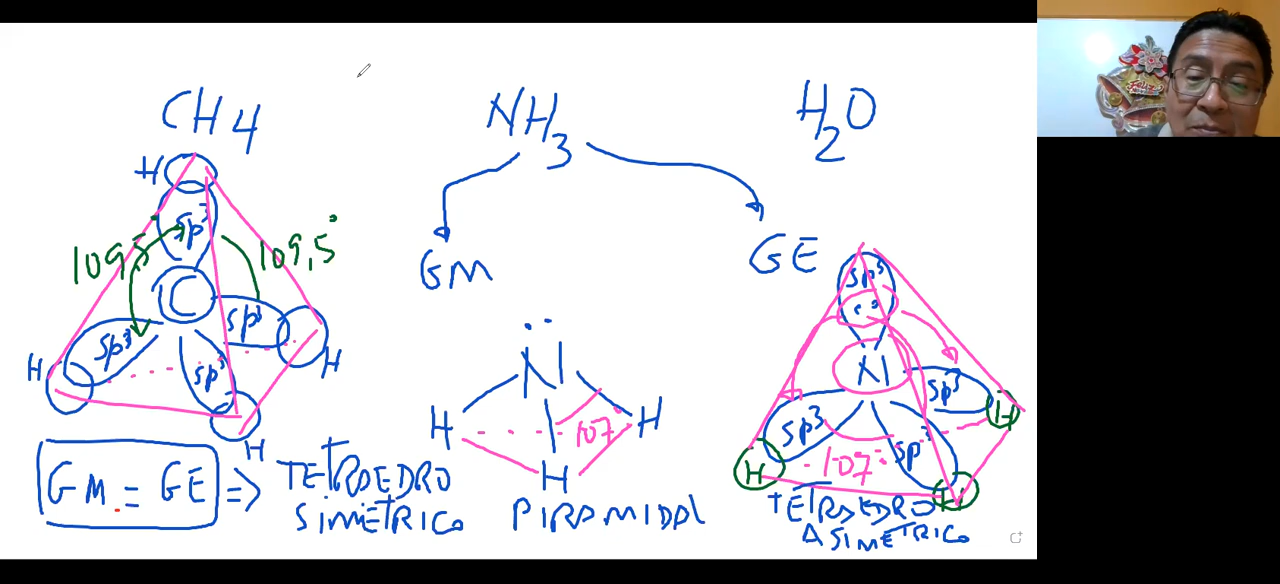 CH4
NH3
H2O
H
sp3
109,5°
109,5°
C
sp3
sp3
sp3
H
H
H
GM = GE => TETRAEDRO
SIMETRICO
GM
N
H
H
107°
H
PIRAMIDAL
GE
sp3
N
sp3
sp3
sp3
H
H
H
107°
TETRAEDRO
ASIMETRICO